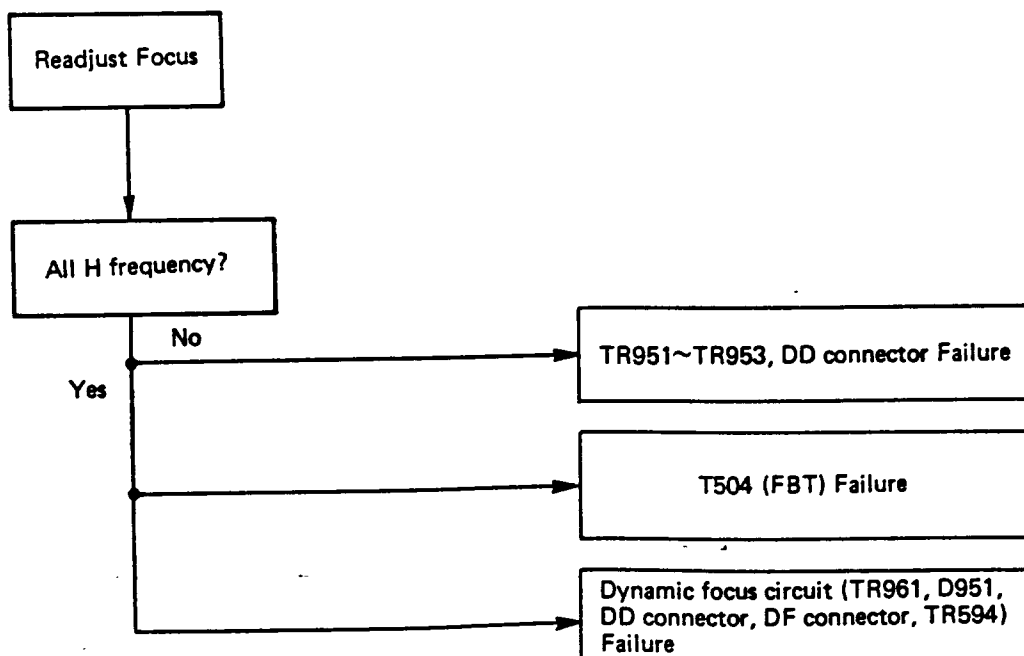 Readjust Focus
All H frequency?
No
Yes
TR951~TR953, DD connector Failure
T504 (FBT) Failure
Dynamic focus circuit (TR961, D951,
DD connector, DF connector, TR594)
Failure